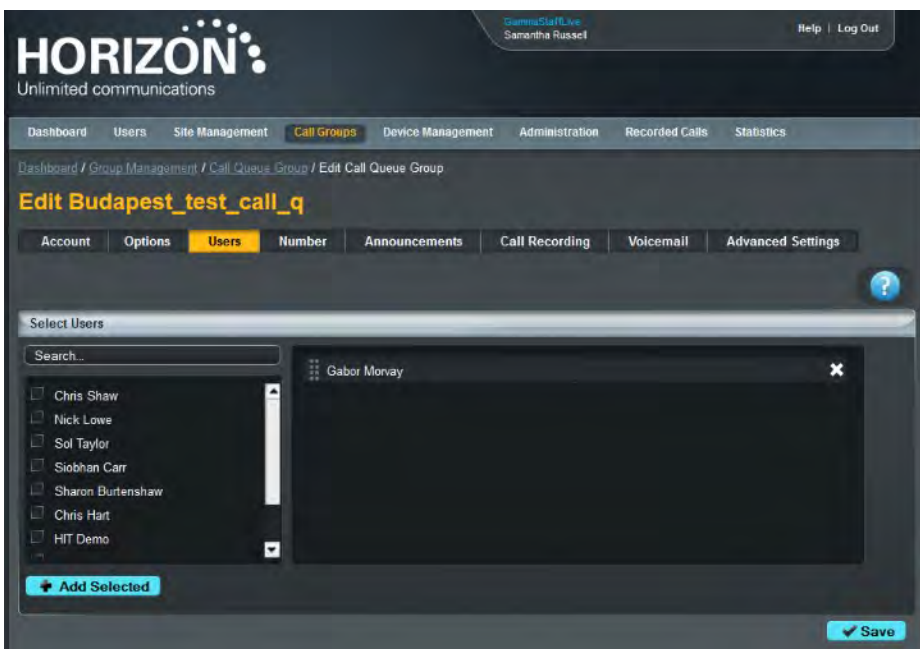 GammaStaffLive
Samantha Russell
Help | Log Out
HORIZON
Unlimited communications
Dashboard Users Site Management Call Groups Device Management Administration Recorded Calls Statistics
Dashboard / Group Management / Call Queue Group / Edit Call Queue Group
Edit Budapest_test_call_q
Account Options Users Number Announcements Call Recording Voicemail Advanced Settings
?
Select Users
Search...
Gabor Morvay
Chris Shaw
Nick Lowe
Sol Taylor
Siobhan Carr
Sharon Burtenshaw
Chris Hart
HIT Demo
Add Selected
Save